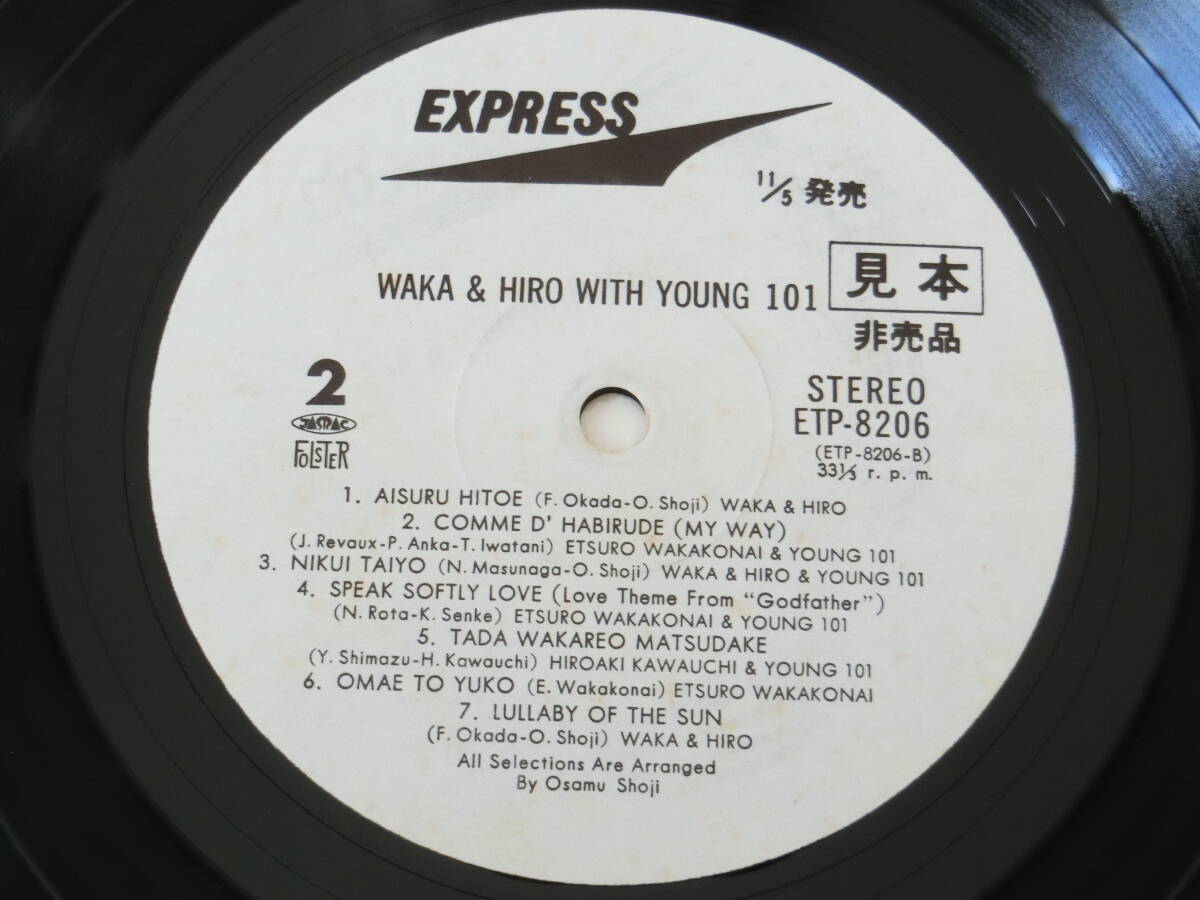 EXPRESS
11/5 発売
WAKA & HIRO WITH YOUNG 101
見本
非売品
2
JASRAC
FOLSTER
STEREO
ETP-8206
(ETP-8206-B)
33⅓ r. p. m.
1. AISURU HITOE (F. Okada-O. Shoji) WAKA & HIRO
2. COMME D' HABIRUDE (MY WAY)
(J. Revaux-P. Anka-T. Iwatani) ETSURO WAKAKONAI & YOUNG 101
3. NIKUI TAIYO (N. Masunaga-O. Shoji) WAKA & HIRO & YOUNG 101
4. SPEAK SOFTLY LOVE (Love Theme From "Godfather")
(N. Rota-K. Senke) ETSURO WAKAKONAI & YOUNG 101
5. TADA WAKAREO MATSUDAKE
(Y. Shimazu-H. Kawauchi) HIROAKI KAWAUCHI & YOUNG 101
6. OMAE TO YUKO (E. Wakakonai) ETSURO WAKAKONAI
7. LULLABY OF THE SUN
(F. Okada-O. Shoji) WAKA & HIRO
All Selections Are Arranged
By Osamu Shoji